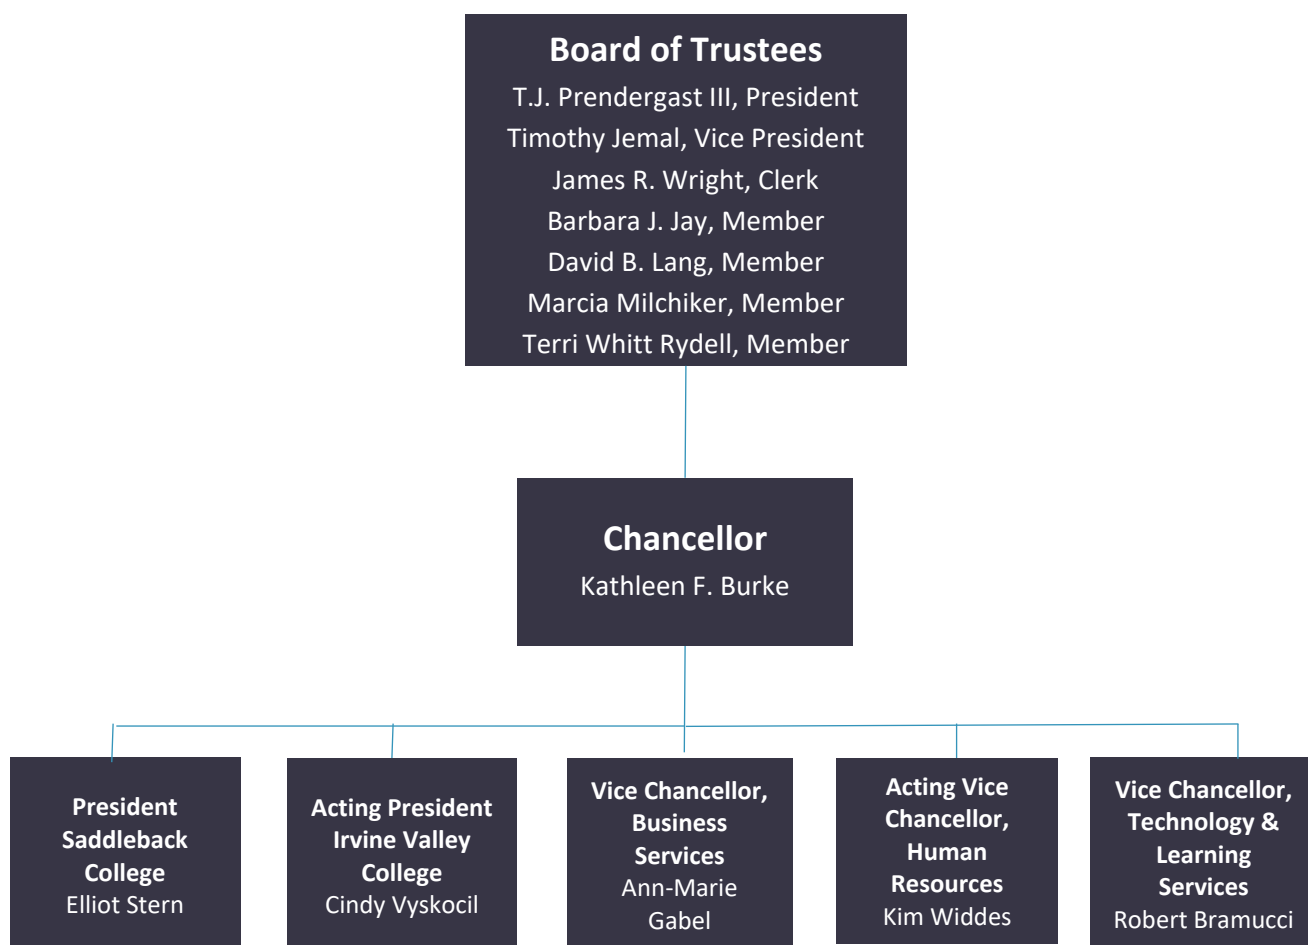 Board of Trustees
T.J. Prendergast III, President
Timothy Jemal, Vice President
James R. Wright, Clerk
Barbara J. Jay, Member
David B. Lang, Member
Marcia Milchiker, Member
Terri Whitt Rydell, Member
Chancellor
Kathleen F. Burke
President
Saddleback
College
Elliot Stern
Acting President
Irvine Valley
College
Cindy Vyskocil
Vice Chancellor,
Business
Services
Ann-Marie
Gabel
Acting Vice
Chancellor,
Human
Resources
Kim Widdes
Vice Chancellor,
Technology &
Learning
Services
Robert Bramucci